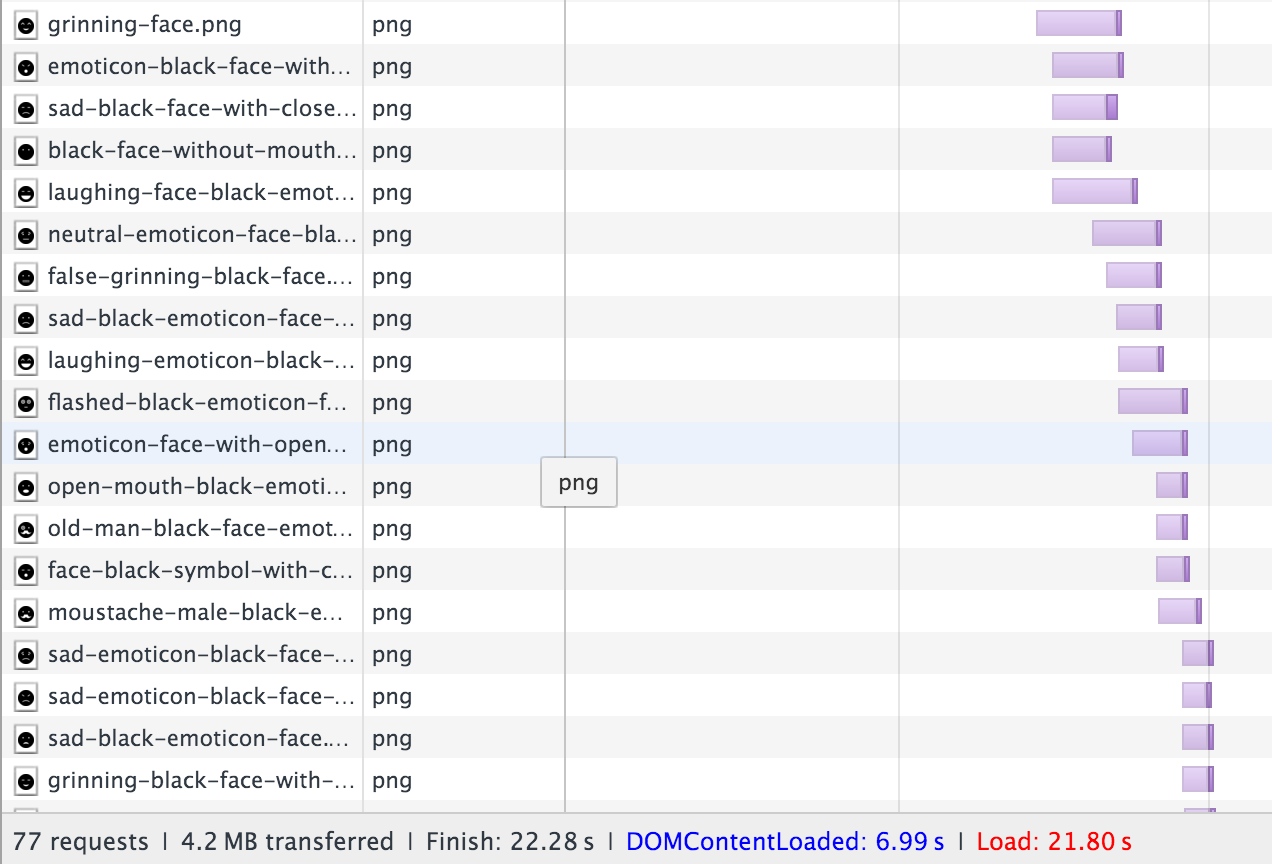 grinning-face.png png
emoticon-black-face-with... png
sad-black-face-with-close... png
black-face-without-mouth... png
laughing-face-black-emot... png
neutral-emoticon-face-bla... png
false-grinning-black-face.... png
sad-black-emoticon-face-... png
laughing-emoticon-black-... png
flashed-black-emoticon-f... png
emoticon-face-with-open... png
png
open-mouth-black-emoti... png
old-man-black-face-emot... png
face-black-symbol-with-c... png
moustache-male-black-e... png
sad-emoticon-black-face-... png
sad-emoticon-black-face-... png
sad-black-emoticon-face.... png
grinning-black-face-with-... png
77 requests | 4.2 MB transferred | Finish: 22.28 s | DOMContentLoaded: 6.99 s | Load: 21.80 s